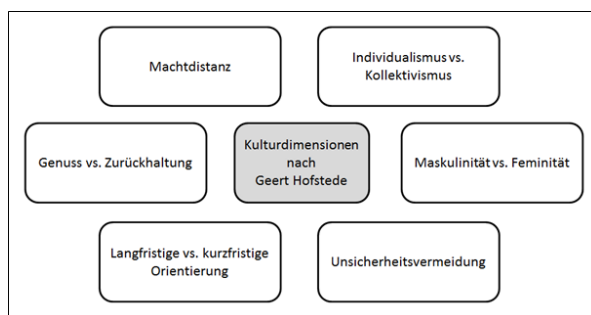 Machtdistanz
Individualismus vs.
Kollektivismus
Genuss vs. Zurückhaltung
Kulturdimensionen
nach
Geert Hofstede
Maskulinität vs. Feminität
Langfristige vs. kurzfristige
Orientierung
Unsicherheitsvermeidung